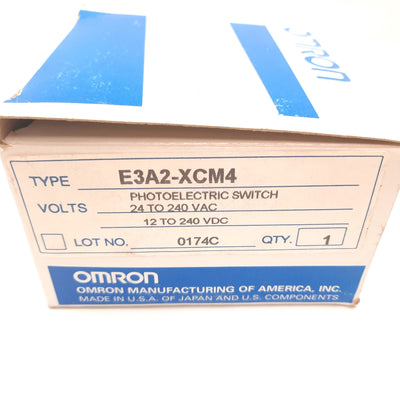 OMRON
TYPE E3A2-XCM4
PHOTOELECTRIC SWITCH
VOLTS 24 TO 240 VAC
12 TO 240 VDC
LOT NO. 0174C QTY. 1
OMRON
OMRON MANUFACTURING OF AMERICA, INC.
MADE IN U.S.A. OF JAPAN AND U.S. COMPONENTS